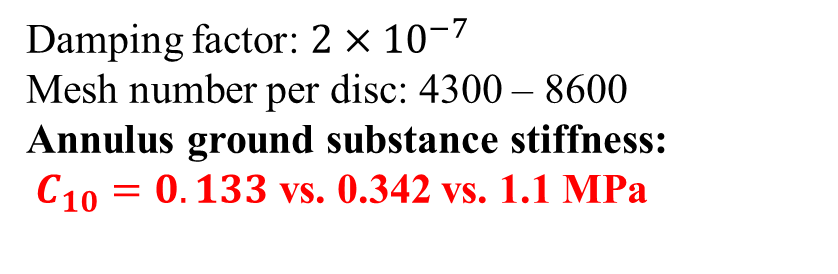 Damping factor: 2 × 10⁻⁷
Mesh number per disc: 4300 – 8600
Annulus ground substance stiffness:
C₁₀ = 0.133 vs. 0.342 vs. 1.1 MPa